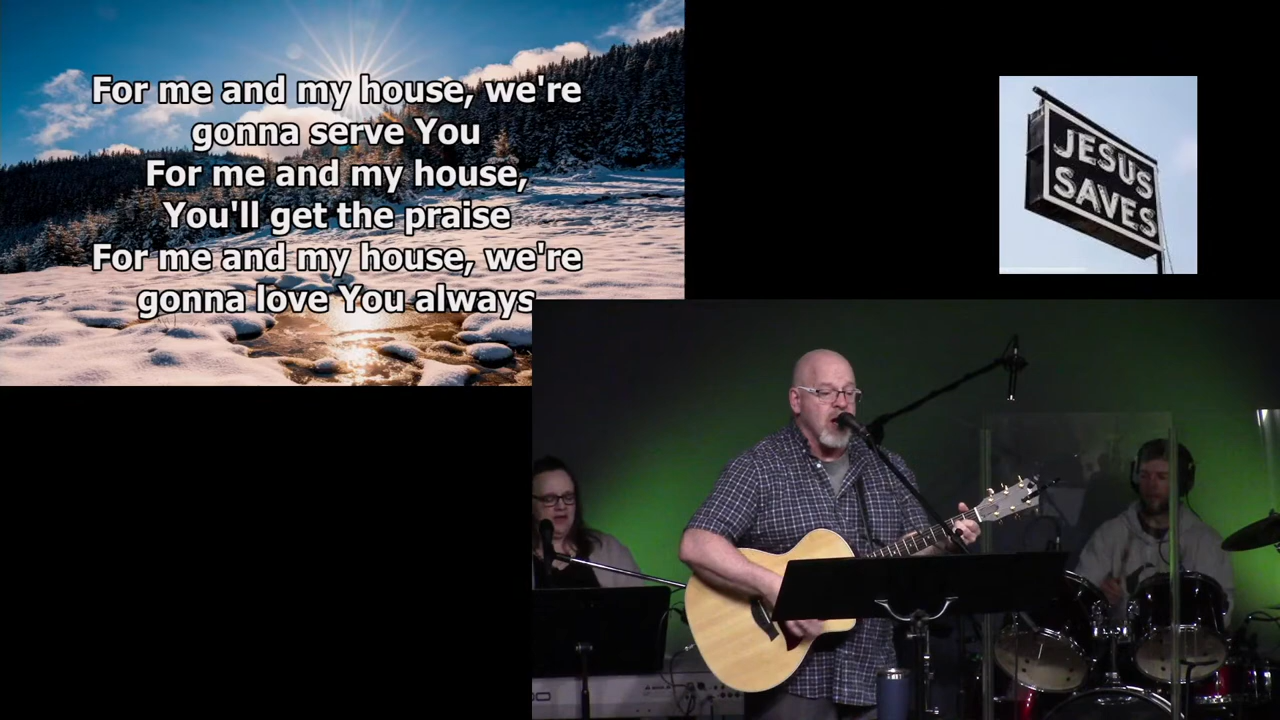 For me and my house, we're
gonna serve You
For me and my house,
You'll get the praise
For me and my house, we're
gonna love You always
JESUS
SAVES